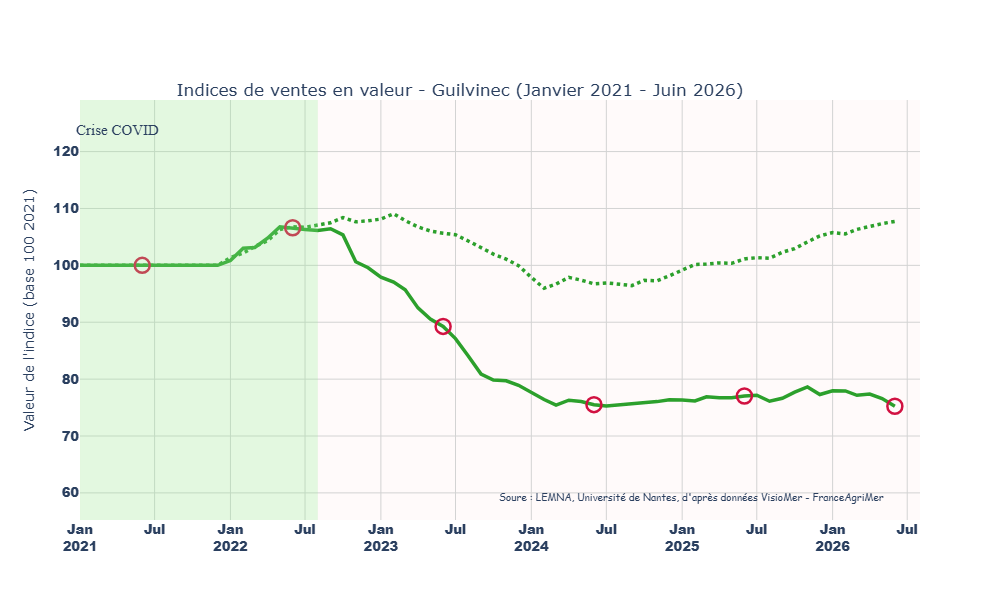 Indices de ventes en valeur - Guilvinec (Janvier 2021 - Juin 2026)
Crise COVID
Valeur de l'indice (base 100 2021)
120
110
100
90
80
70
60
Soure : LEMNA, Université de Nantes, d'après données VisioMer - FranceAgriMer
Jan Jul Jan Jul Jan Jul Jan Jul Jan Jul Jan Jul
2021 2022 2023 2024 2025 2026